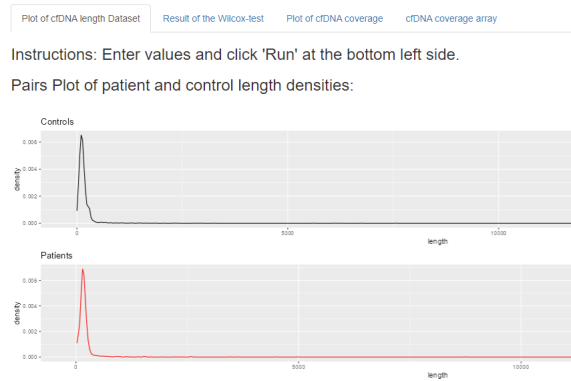 Plot of cfDNA length Dataset
Result of the Wilcox-test
Plot of cfDNA coverage
cfDNA coverage array
Instructions: Enter values and click 'Run' at the bottom left side.
Pairs Plot of patient and control length densities:
Controls
0.006
0.004
0.002
0.000
density
0
5000
10000
length
Patients
0.006
0.004
0.002
0.000
density
0
5000
10000
length